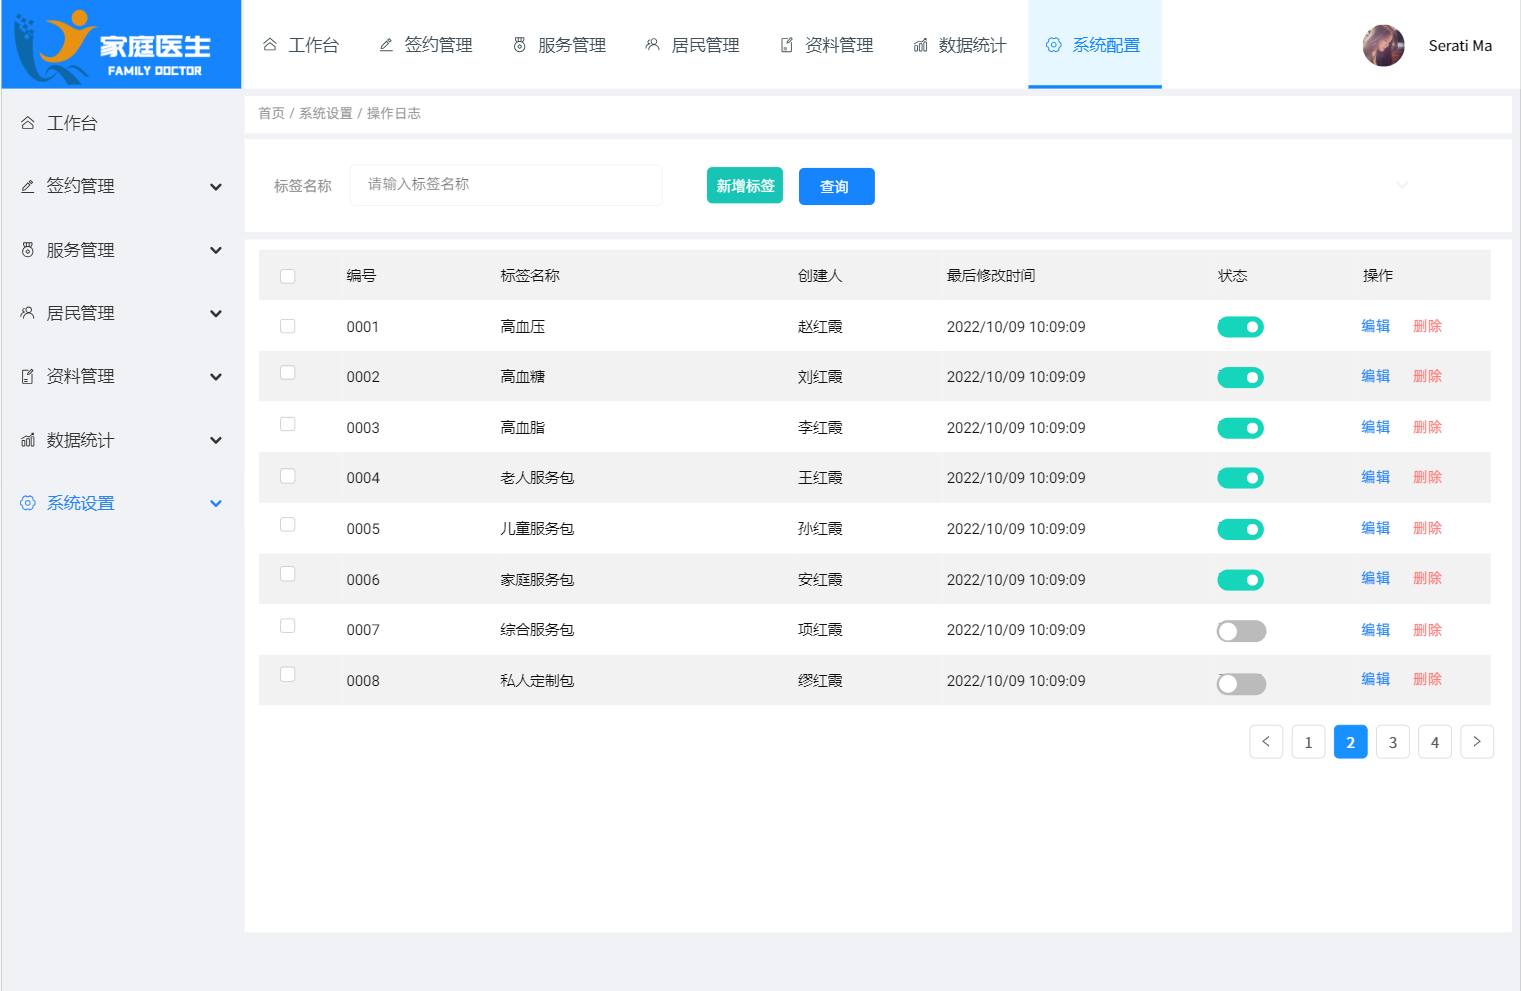 家庭医生
FAMILY DOCTOR
工作台 签约管理 服务管理 居民管理 资料管理 数据统计 系统配置 Serati Ma
工作台
签约管理
服务管理
居民管理
资料管理
数据统计
系统设置
首页 / 系统设置 / 操作日志
标签名称 请输入标签名称 新增标签 查询
编号 标签名称 创建人 最后修改时间 状态 操作
0001 高血压 赵红霞 2022/10/09 10:09:09 编辑 删除
0002 高血糖 刘红霞 2022/10/09 10:09:09 编辑 删除
0003 高血脂 李红霞 2022/10/09 10:09:09 编辑 删除
0004 老人服务包 王红霞 2022/10/09 10:09:09 编辑 删除
0005 儿童服务包 孙红霞 2022/10/09 10:09:09 编辑 删除
0006 家庭服务包 安红霞 2022/10/09 10:09:09 编辑 删除
0007 综合服务包 项红霞 2022/10/09 10:09:09 编辑 删除
0008 私人定制包 缪红霞 2022/10/09 10:09:09 编辑 删除
< 1 2 3 4 >